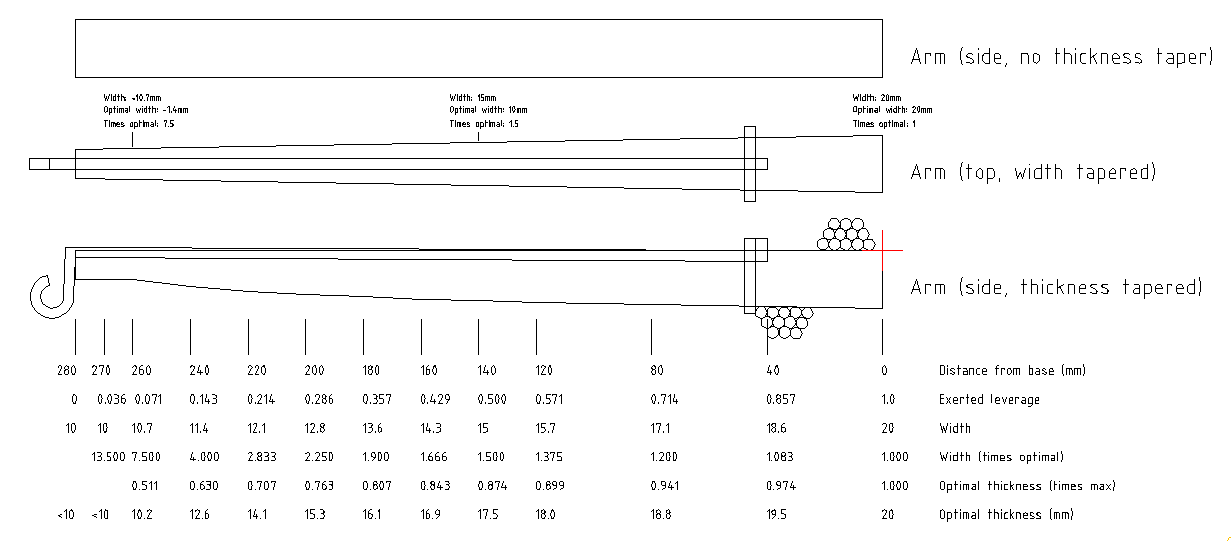 Arm (side, no thickness taper)
Width: ~10.7mm
Optimal width: ~1.4mm
Times optimal: 7.5
Width: 15mm
Optimal width: 10mm
Times optimal: 1.5
Width: 20mm
Optimal width: 20mm
Times optimal: 1
Arm (top, width tapered)
Arm (side, thickness tapered)
280 270 260 240 220 200 180 160 140 120 80 40 0 Distance from base (mm)
0 0.036 0.071 0.143 0.214 0.286 0.357 0.429 0.500 0.571 0.714 0.857 1.0 Exerted leverage
10 10 10.7 11.4 12.1 12.8 13.6 14.3 15 15.7 17.1 18.6 20 Width
13.500 7.500 4.000 2.833 2.250 1.900 1.666 1.500 1.375 1.200 1.083 1.000 Width (times optimal)
0.511 0.630 0.707 0.763 0.807 0.843 0.874 0.899 0.941 0.974 1.000 Optimal thickness (times max)
<10 <10 10.2 12.6 14.1 15.3 16.1 16.9 17.5 18.0 18.8 19.5 20 Optimal thickness (mm)